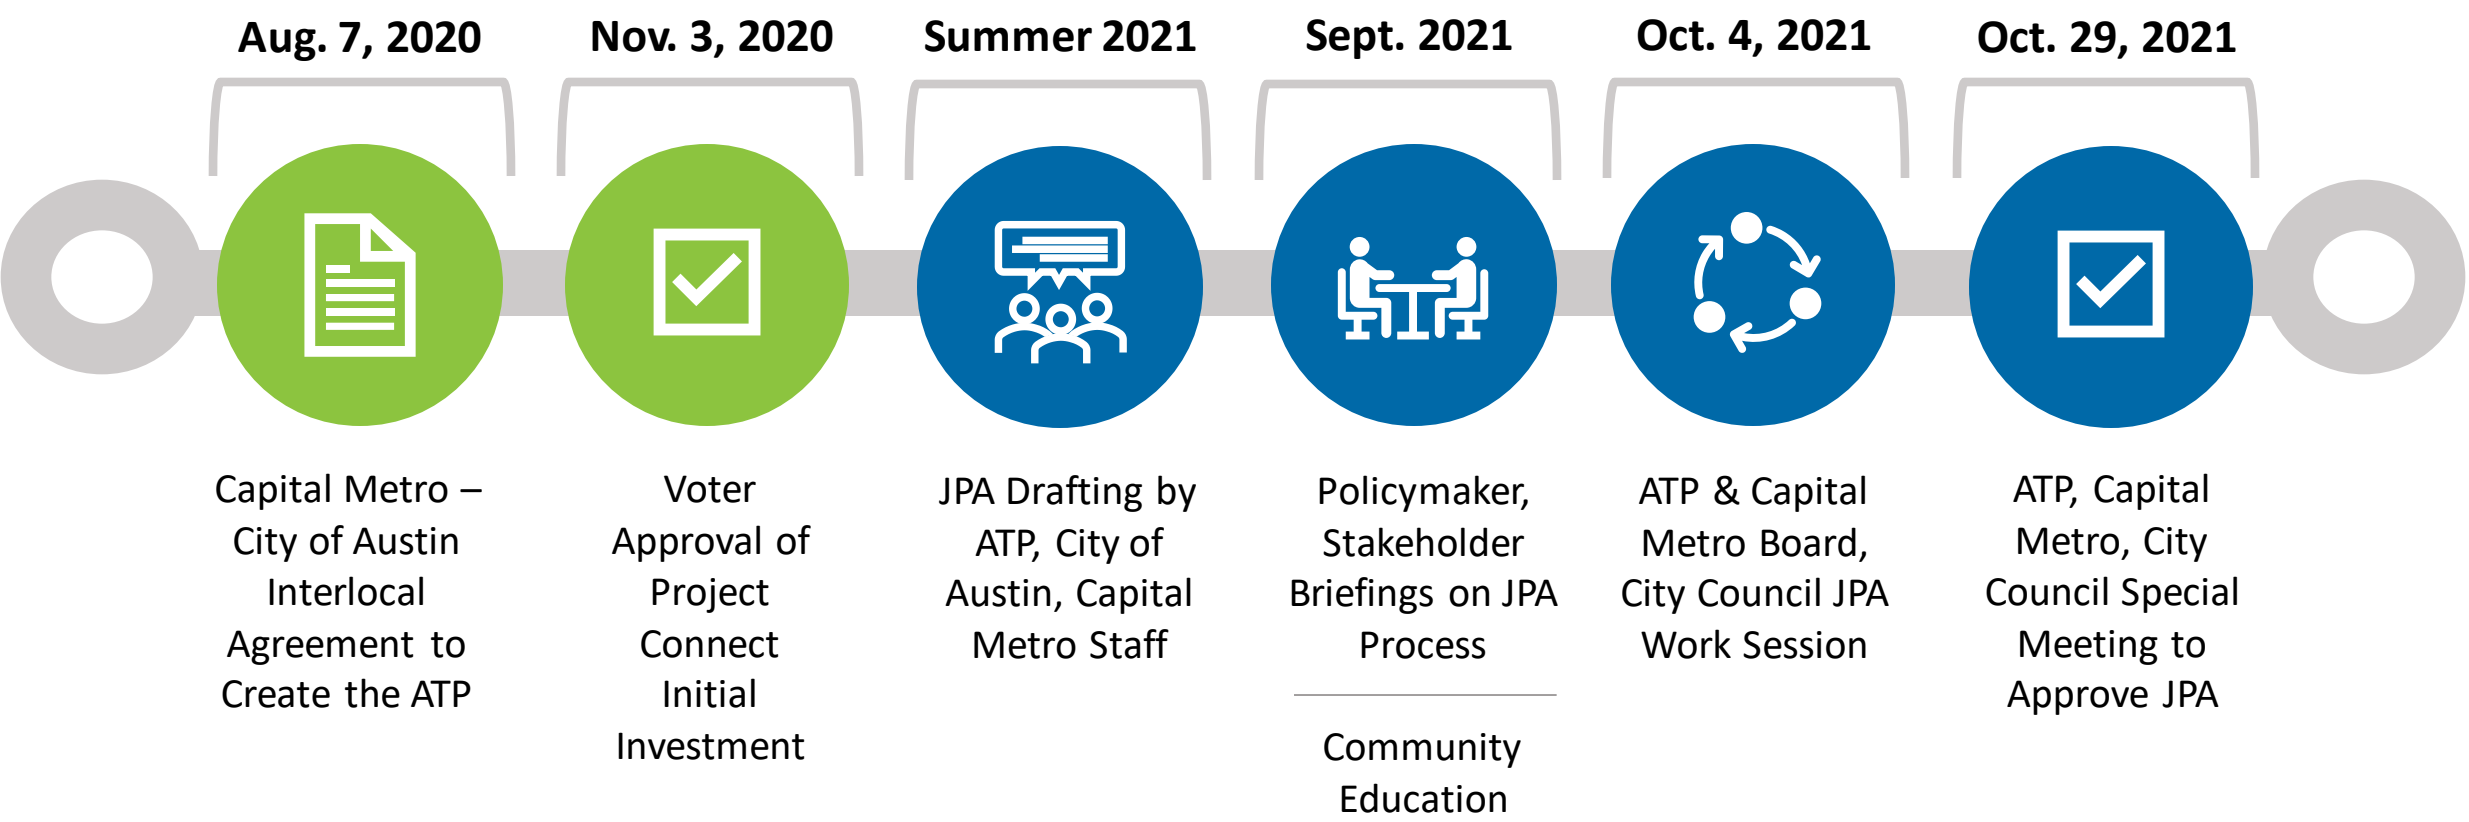 Aug. 7, 2020
Capital Metro –
City of Austin
Interlocal
Agreement to
Create the ATP
Nov. 3, 2020
Voter
Approval of
Project
Connect
Initial
Investment
Summer 2021
JPA Drafting by
ATP, City of
Austin, Capital
Metro Staff
Sept. 2021
Policymaker,
Stakeholder
Briefings on JPA
Process
Community
Education
Oct. 4, 2021
ATP & Capital
Metro Board,
City Council JPA
Work Session
Oct. 29, 2021
ATP, Capital
Metro, City
Council Special
Meeting to
Approve JPA